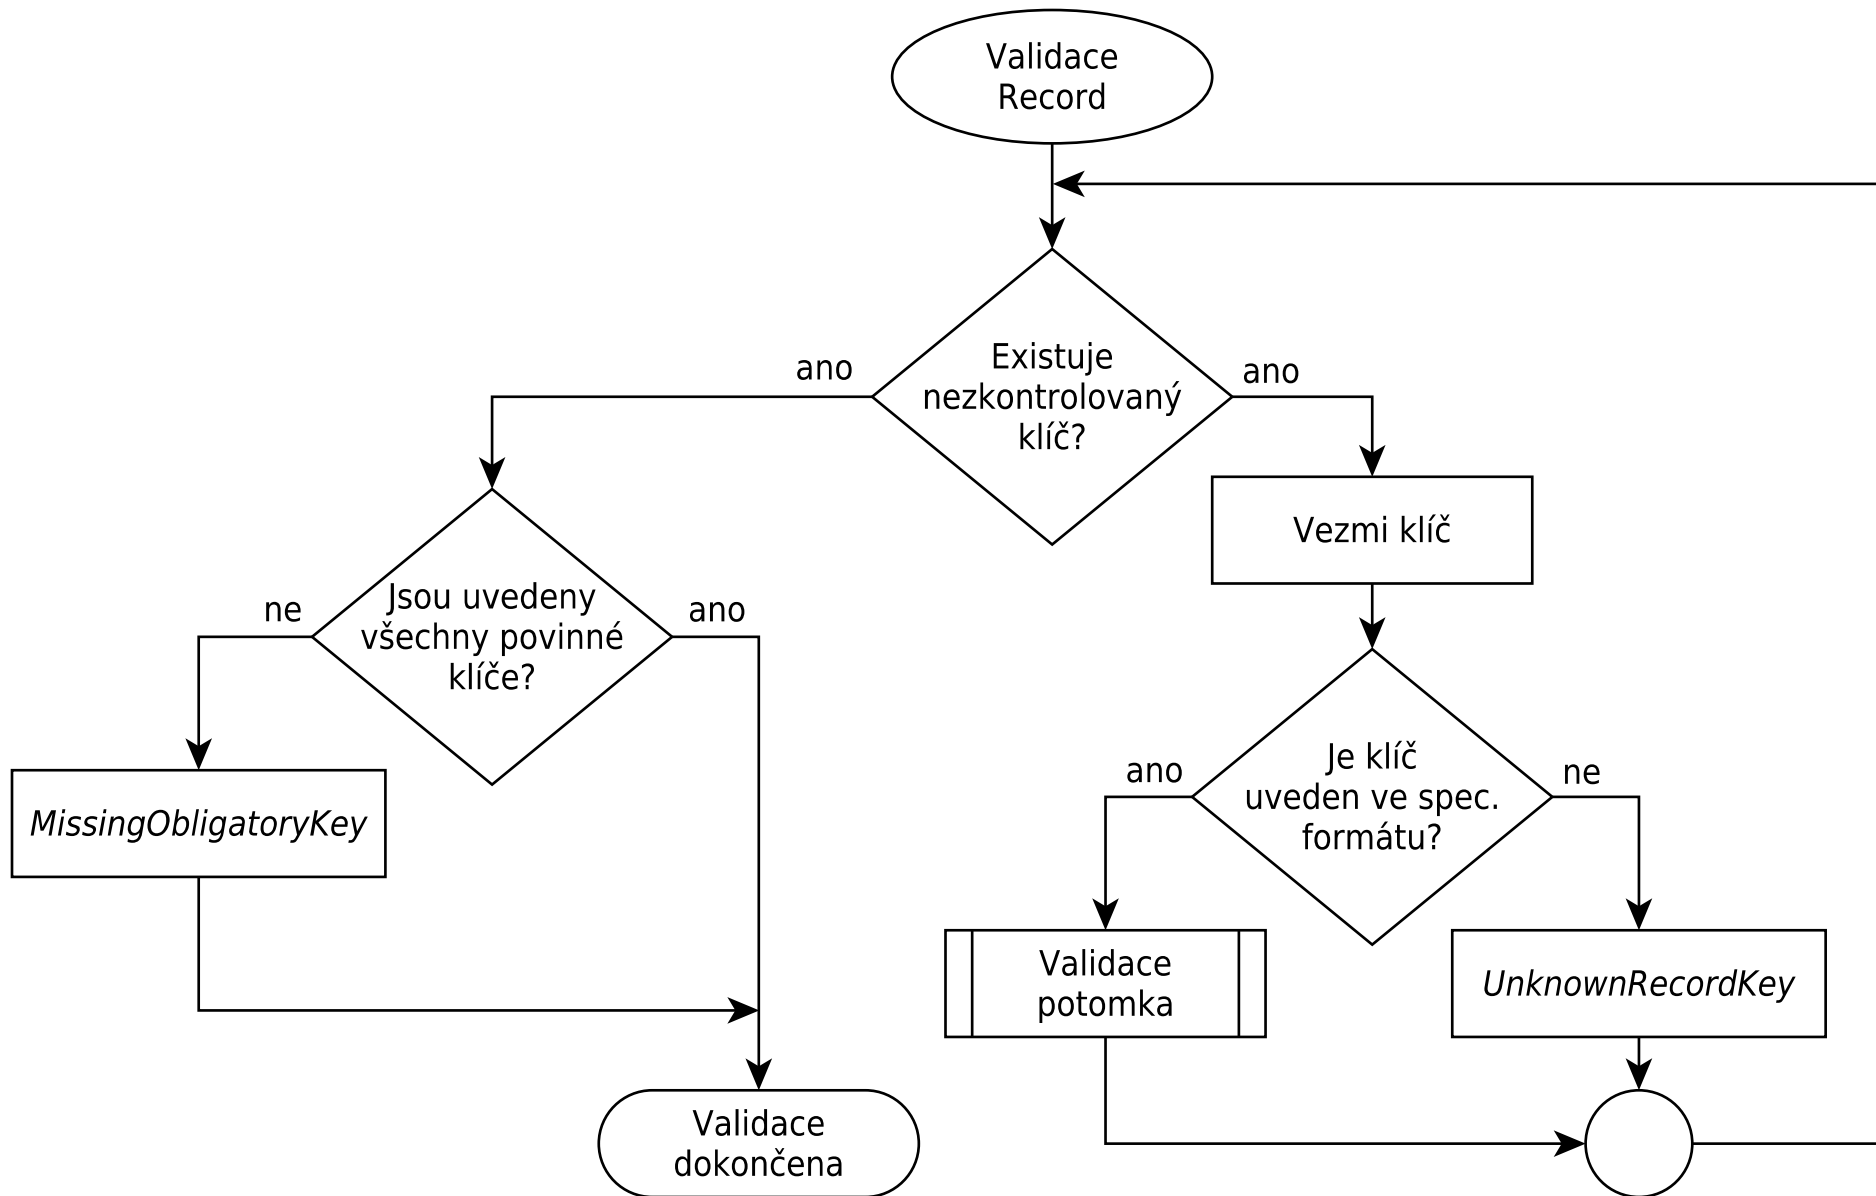 Validace
Record
ano
Existuje
nezkontrolovaný
klíč?
ano
Vezmi klíč
ne
Jsou uvedeny
všechny povinné
klíče?
ano
MissingObligatoryKey
ano
Je klíč
uveden ve spec.
formátu?
ne
Validace
potomka
UnknownRecordKey
Validace
dokončena